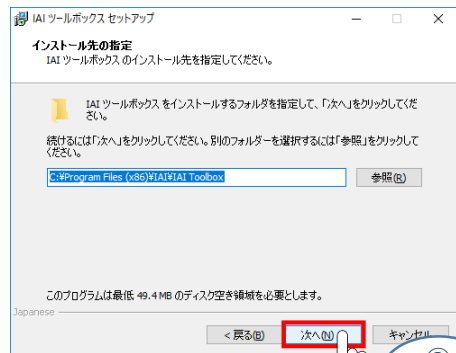 IAI ツールボックス セットアップ
インストール先の指定
IAI ツールボックス のインストール先を指定してください。
IAI ツールボックス をインストールするフォルダを指定して、「次へ」をクリックしてくだ
さい。
続けるには「次へ」をクリックしてください。別のフォルダーを選択するには「参照」をクリックして
ください。
C:¥Program Files (x86)¥IAI¥IAI Toolbox
参照(R)
このプログラムは最低 49.4 MB のディスク空き領域を必要とします。
Japanese
< 戻る(B)
次へ(N)
キャンセル